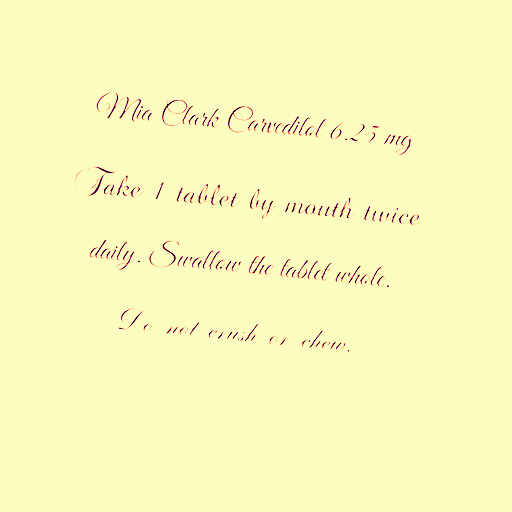 Mia Clark Carvedilol 6.25 mg
Take 1 tablet by mouth twice
daily. Swallow the tablet whole.
Do not crush or chew.